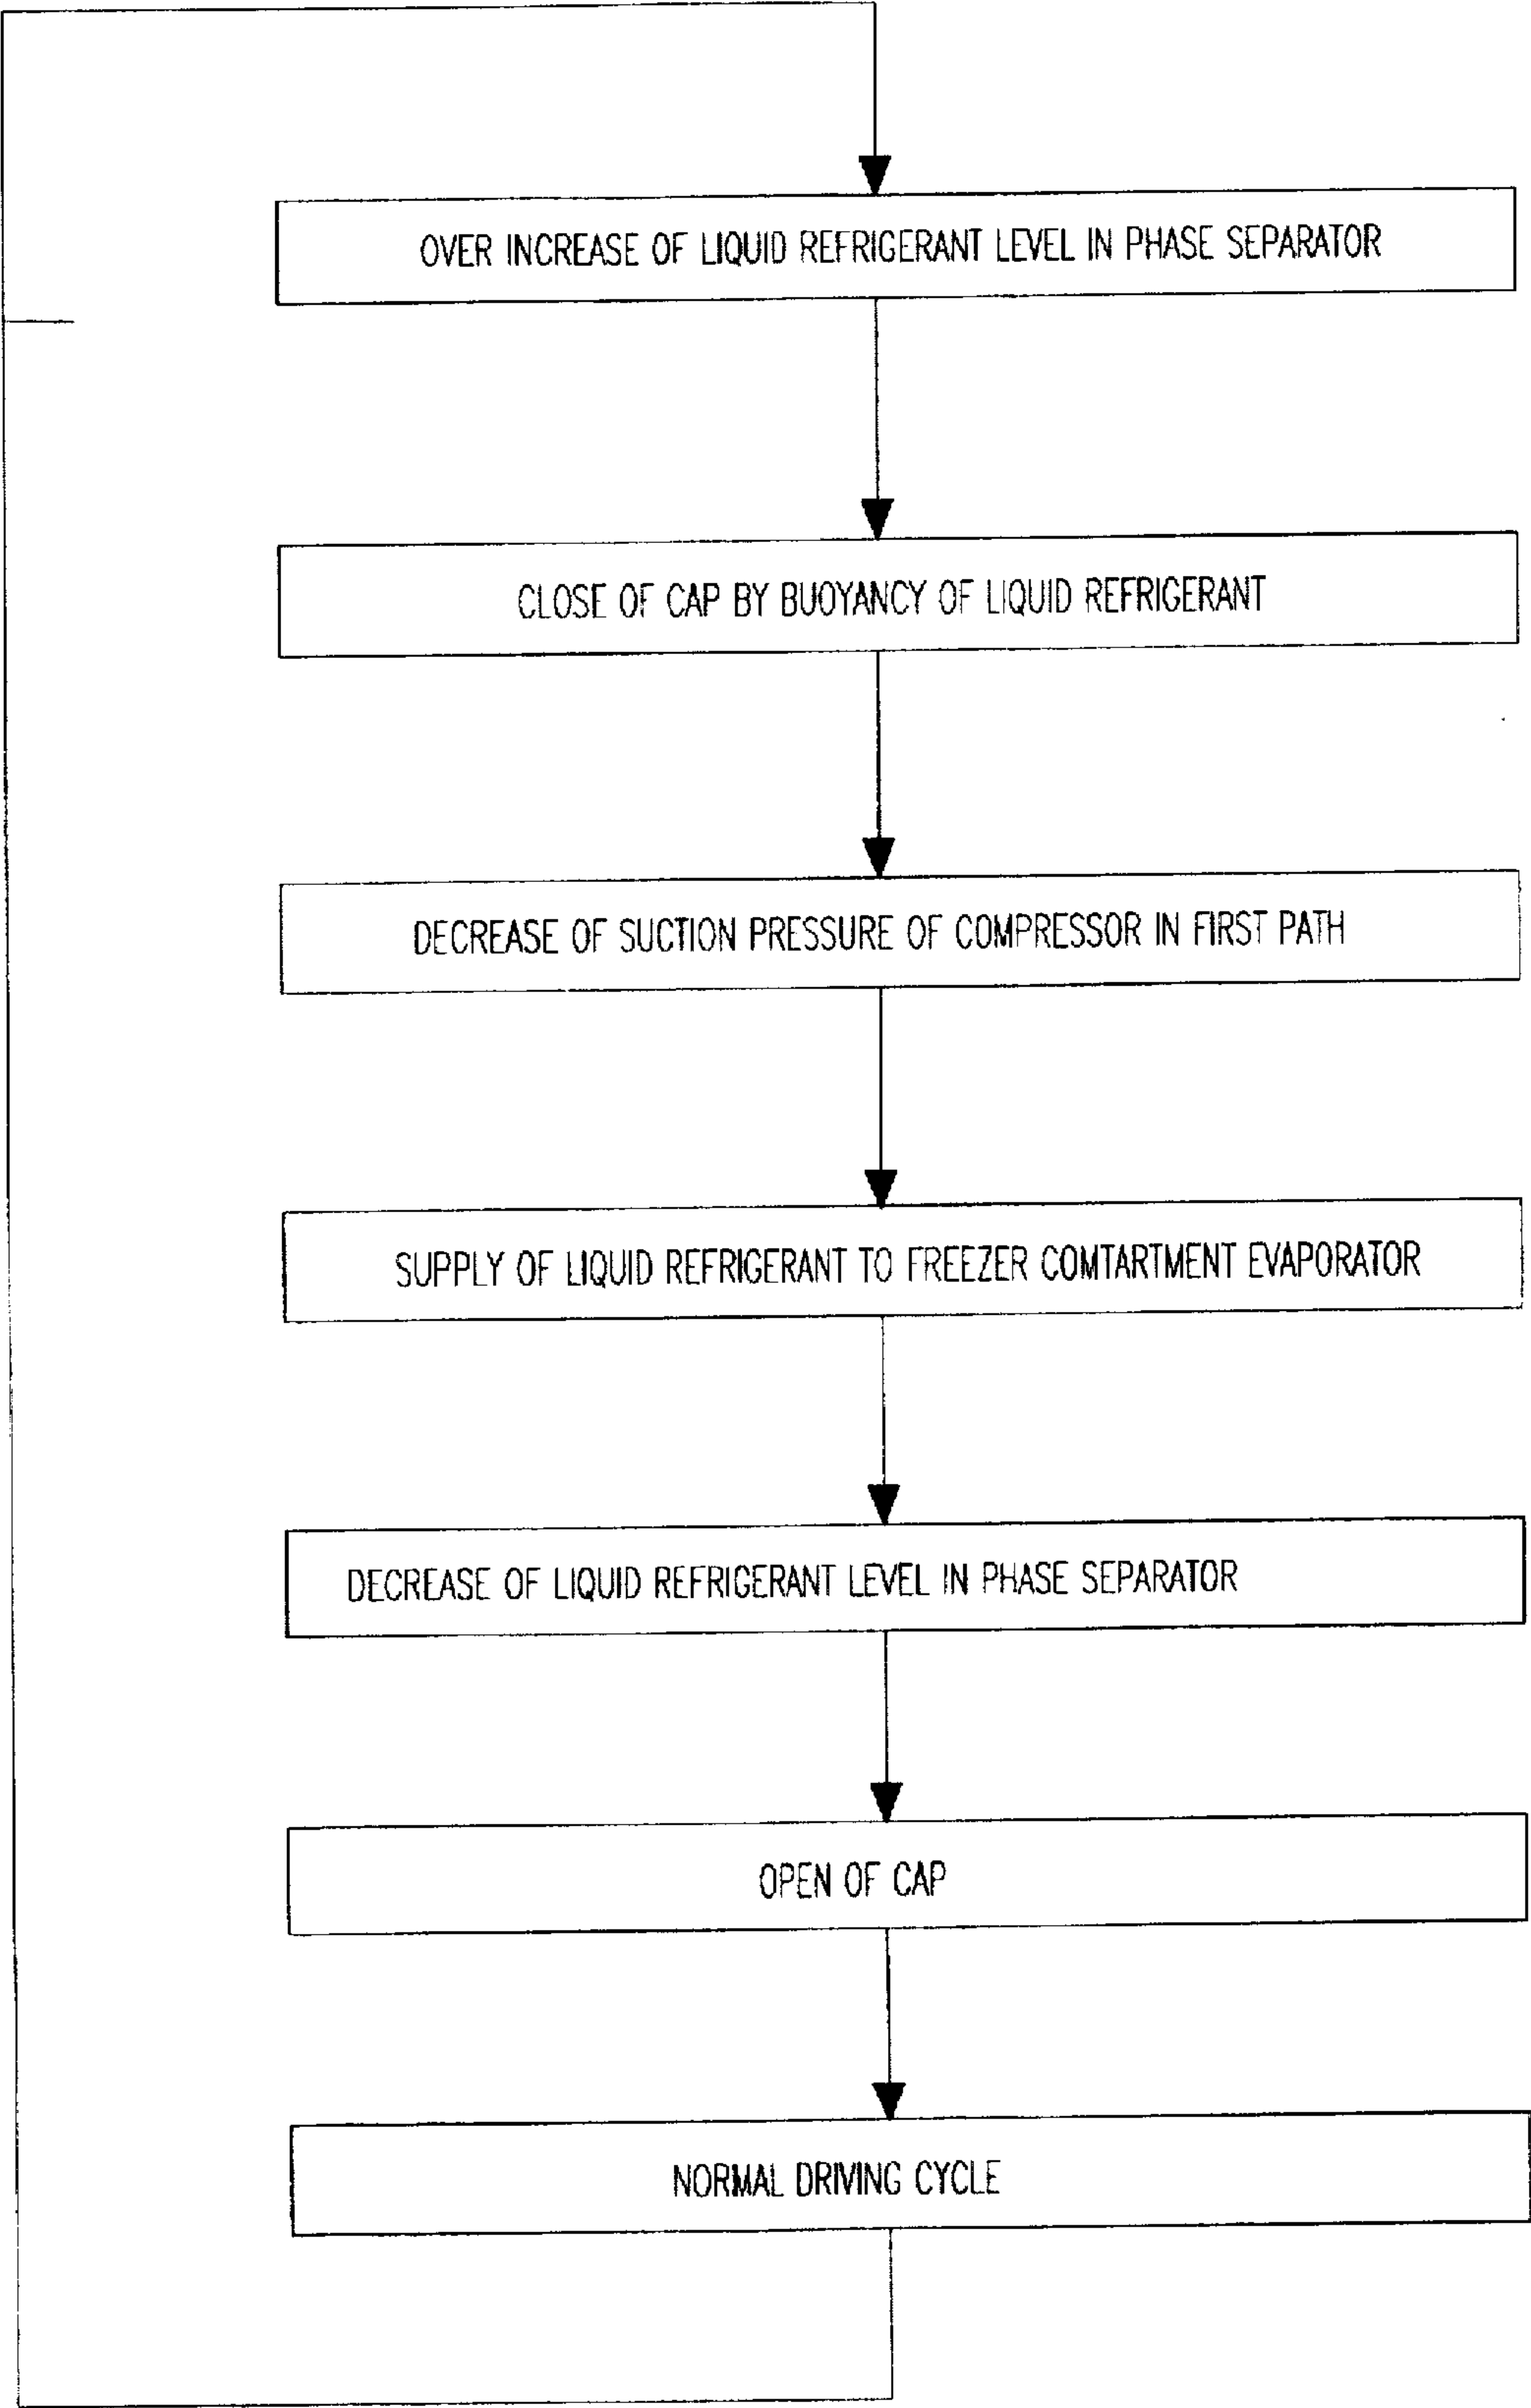 OVER INCREASE OF LIQUID REFRIGERANT LEVEL IN PHASE SEPARATOR
CLOSE OF CAP BY BUOYANCY OF LIQUID REFRIGERANT
DECREASE OF SUCTION PRESSURE OF COMPRESSOR IN FIRST PATH
SUPPLY OF LIQUID REFRIGERANT TO FREEZER COMTARTMENT EVAPORATOR
DECREASE OF LIQUID REFRIGERANT LEVEL IN PHASE SEPARATOR
OPEN OF CAP
NORMAL DRIVING CYCLE